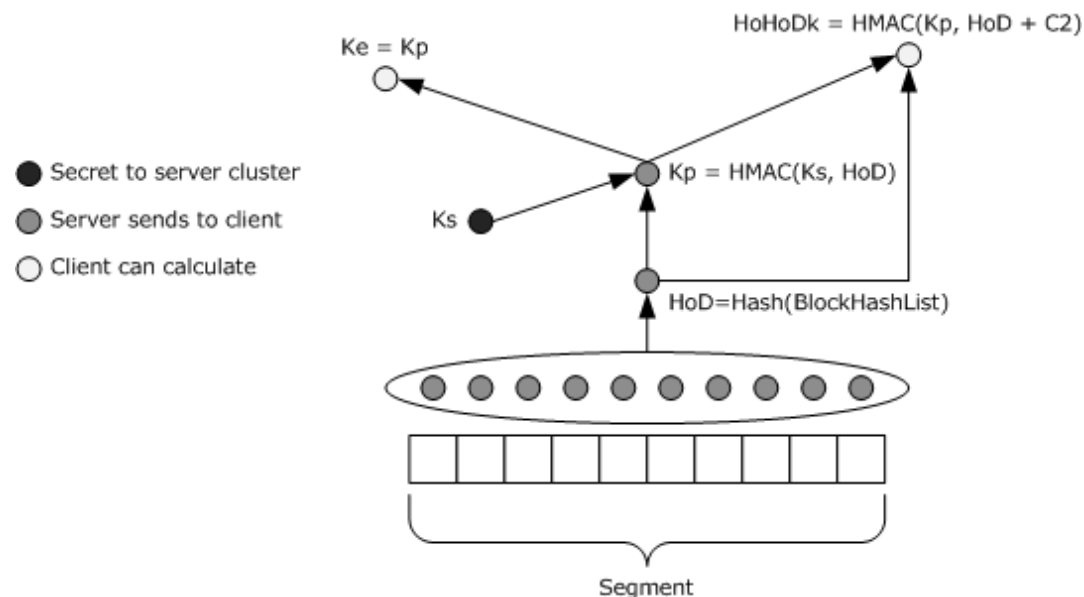 HoHoDk = HMAC(Kp, HoD + C2)
Ke = Kp
Secret to server cluster
Kp = HMAC(Ks, HoD)
Server sends to client
Ks
Client can calculate
HoD=Hash(BlockHashList)
Segment